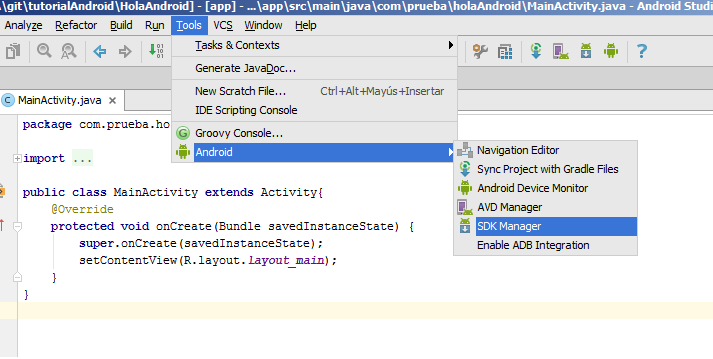 \git\tutorialAndroid\HolaAndroid] - [app] - ...\app\src\main\java\com\prueba\holaAndroid\MainActivity.java - Android Studi
Analyze Refactor Build Run Tools VCS Window Help
Tasks & Contexts
Generate JavaDoc...
New Scratch File... Ctrl+Alt+Mayús+Insertar
IDE Scripting Console
Groovy Console...
Android
Navigation Editor
Sync Project with Gradle Files
Android Device Monitor
AVD Manager
SDK Manager
Enable ADB Integration
MainActivity.java
package com.prueba.ho
import ...
public class MainActivity extends Activity{
@Override
protected void onCreate(Bundle savedInstanceState) {
super.onCreate(savedInstanceState);
setContentView(R.layout.layout_main);
}
}